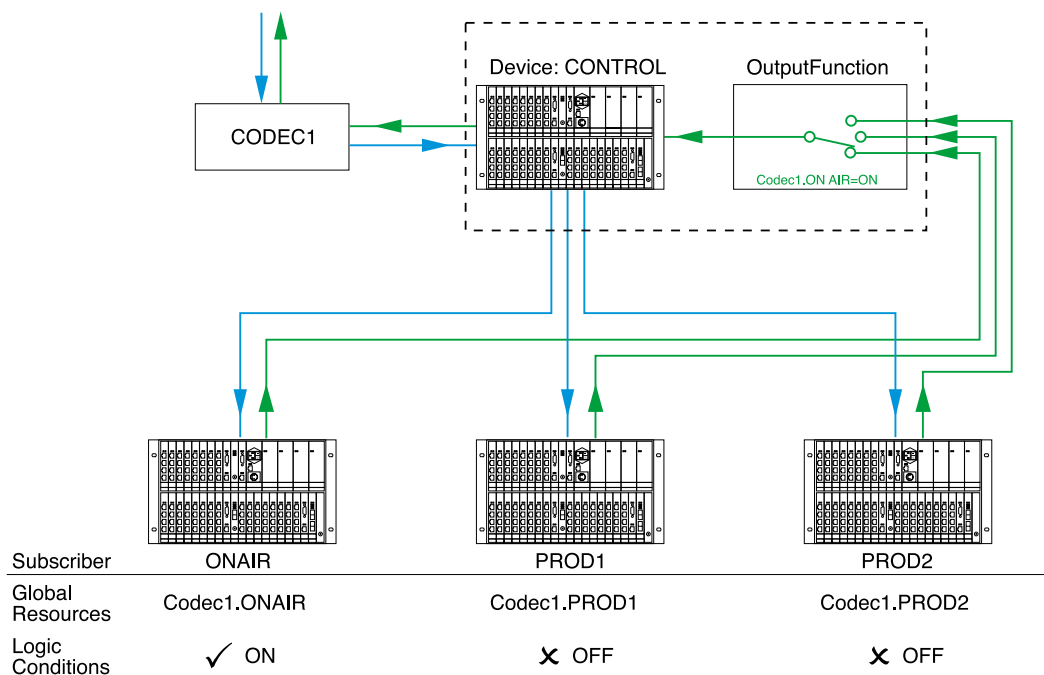 Device: CONTROL
OutputFunction
CODEC1
Codec1.ON AIR=ON
Subscriber ONAIR PROD1 PROD2
Global
Resources
Codec1.ONAIR Codec1.PROD1 Codec1.PROD2
Logic
Conditions
✓ ON ✗ OFF ✗ OFF